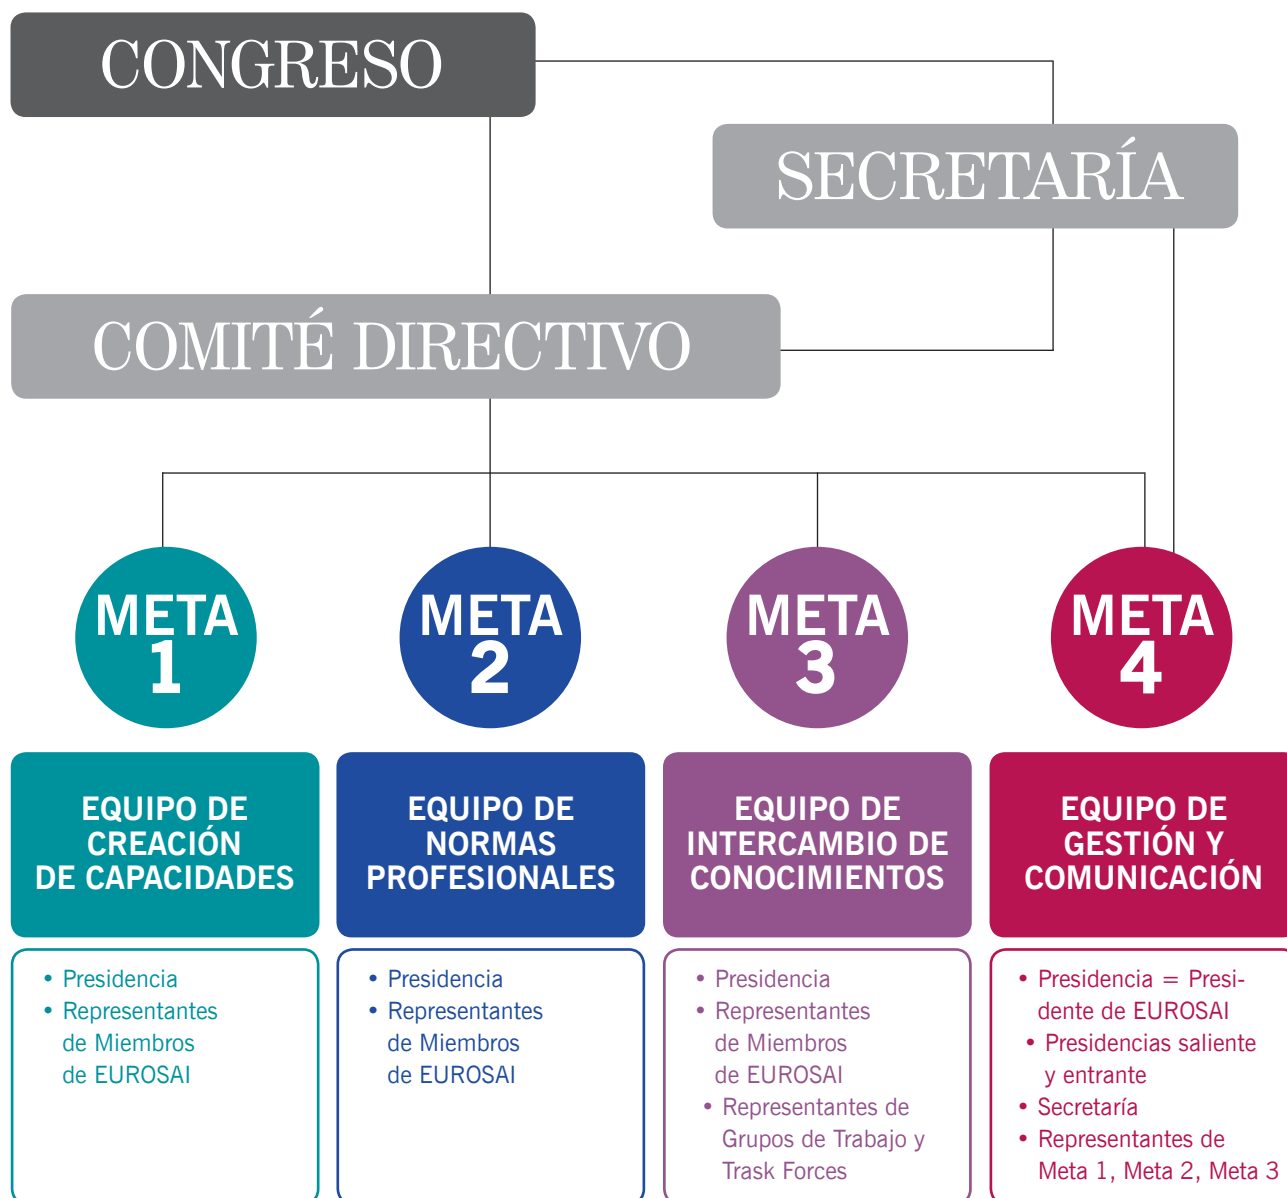 CONGRESO
SECRETARÍA
COMITÉ DIRECTIVO
META
1
META
2
META
3
META
4
EQUIPO DE
CREACIÓN
DE CAPACIDADES
EQUIPO DE
NORMAS
PROFESIONALES
EQUIPO DE
INTERCAMBIO DE
CONOCIMIENTOS
EQUIPO DE
GESTIÓN Y
COMUNICACIÓN
• Presidencia
• Representantes
de Miembros
de EUROSAI
• Presidencia
• Representantes
de Miembros
de EUROSAI
• Presidencia
• Representantes
de Miembros
de EUROSAI
• Representantes de
Grupos de Trabajo y
Trask Forces
• Presidencia = Presi-
dente de EUROSAI
• Presidencias saliente
y entrante
• Secretaría
• Representantes de
Meta 1, Meta 2, Meta 3